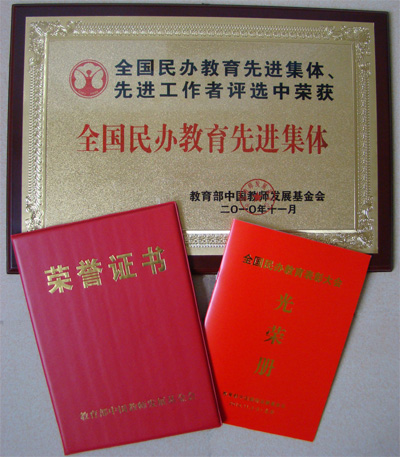 全国民办教育先进集体、
先进工作者评选中荣获
全国民办教育先进集体
教育部中国教师发展基金会
二〇一〇年十一月
荣誉证书
光荣册